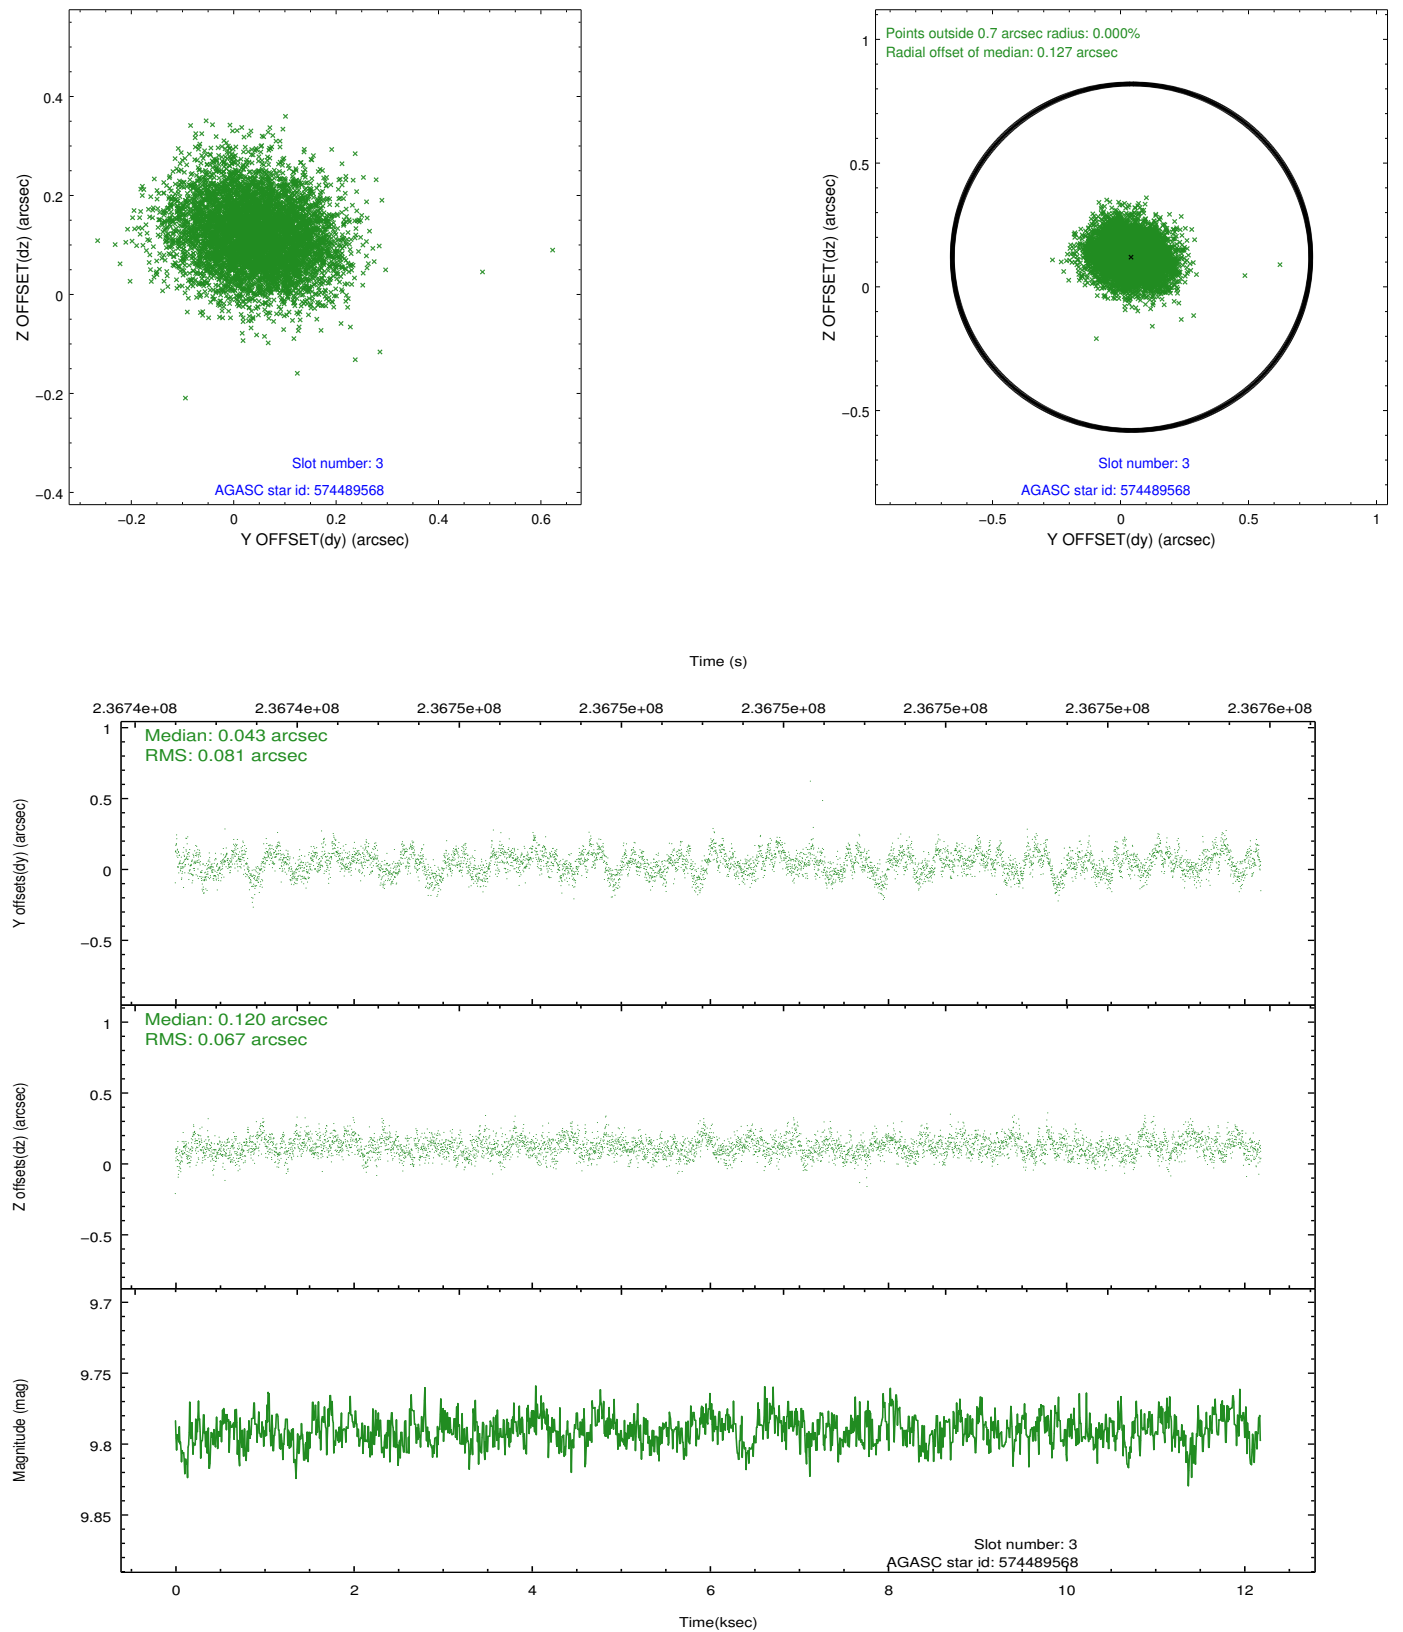 0.4
0.2
0
−0.2
−0.4
Z OFFSET(dz) (arcsec)
Slot number: 3
AGASC star id: 574489568
−0.2 0 0.2 0.4 0.6
Y OFFSET(dy) (arcsec)
Points outside 0.7 arcsec radius: 0.000%
Radial offset of median: 0.127 arcsec
1
0.5
0
−0.5
Z OFFSET(dz) (arcsec)
Slot number: 3
AGASC star id: 574489568
−0.5 0 0.5 1
Y OFFSET(dy) (arcsec)
Time (s)
2.3674e+08 2.3674e+08 2.3675e+08 2.3675e+08 2.3675e+08 2.3675e+08 2.3675e+08 2.3676e+08
Median: 0.043 arcsec
RMS: 0.081 arcsec
1
0.5
0
−0.5
Y offsets(dy) (arcsec)
Median: 0.120 arcsec
RMS: 0.067 arcsec
1
0.5
0
−0.5
Z offsets(dz) (arcsec)
9.7
9.75
9.8
9.85
Magnitude (mag)
Slot number: 3
AGASC star id: 574489568
0 2 4 6 8 10 12
Time(ksec)